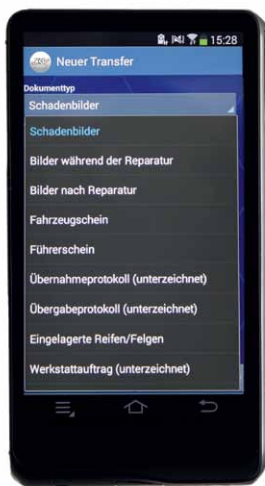 15:28
Neuer Transfer
Dokumenttyp
Schadenbilder
Schadenbilder
Bilder während der Reparatur
Bilder nach Reparatur
Fahrzeugschein
Führerschein
Übernahmeprotokoll (unterzeichnet)
Übergabeprotokoll (unterzeichnet)
Eingelagerte Reifen/Felgen
Werkstattauftrag (unterzeichnet)